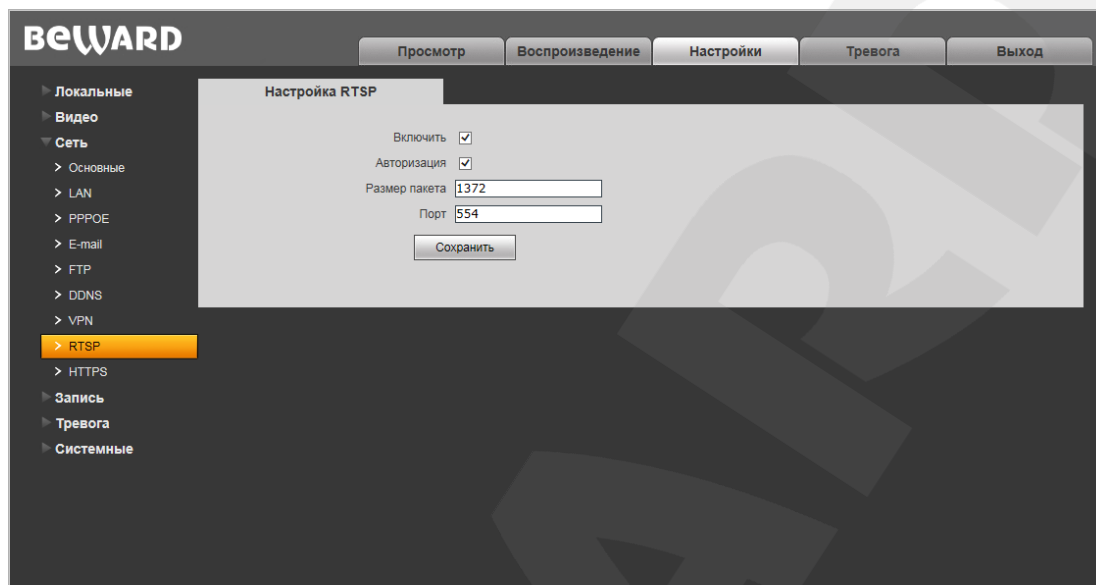 BEWARD
Просмотр Воспроизведение Настройки Тревога Выход
Локальные
Видео
Сеть
> Основные
> LAN
> PPPOE
> E-mail
> FTP
> DDNS
> VPN
> RTSP
> HTTPS
Запись
Тревога
Системные
Настройка RTSP
Включить
Авторизация
Размер пакета 1372
Порт 554
Сохранить